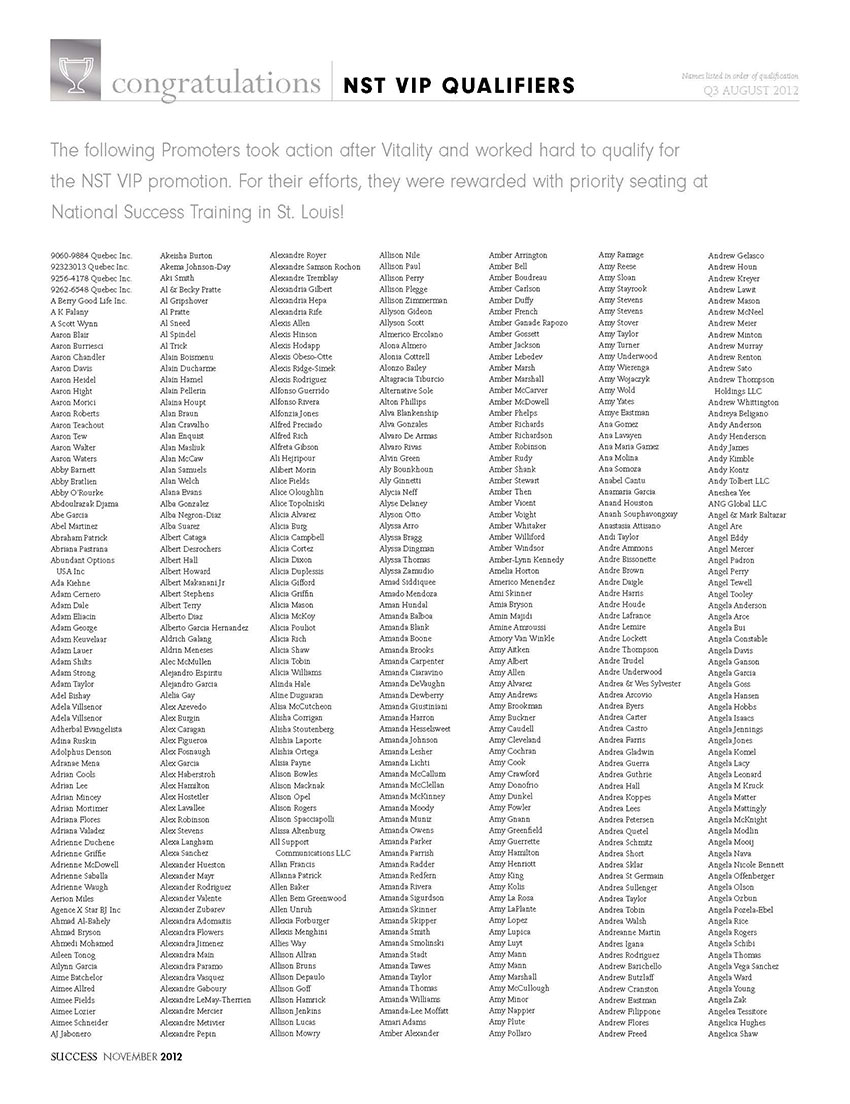 congratulations NST VIP QUALIFIERS
Names listed in order of qualification
Q3 AUGUST 2012
The following Promoters took action after Vitality and worked hard to qualify for
the NST VIP promotion. For their efforts, they were rewarded with priority seating at
National Success Training in St. Louis!
9060-9884 Quebec Inc.
92323013 Quebec Inc.
9256-4178 Quebec Inc.
9262-6548 Quebec Inc.
A Berry Good Life Inc.
A K Falany
A Scott Wynn
Aaron Blair
Aaron Burriesci
Aaron Chandler
Aaron Davis
Aaron Heidel
Aaron Hight
Aaron Morici
Aaron Roberts
Aaron Teachout
Aaron Tew
Aaron Walter
Aaron Waters
Abby Barnett
Abby Bratlien
Abby O'Rourke
Abdoulrazak Djama
Abe Garcia
Abel Martinez
Abraham Patrick
Abriana Pastrana
Abundant Options
USA Inc
Ada Kiehne
Adam Cernero
Adam Dale
Adam Eliacin
Adam George
Adam Keuvelaar
Adam Lauer
Adam Shilts
Adam Strong
Adam Taylor
Adel Bishay
Adela Villsenor
Adela Villsenor
Adherbal Evangelista
Adina Ruskin
Adolphus Denson
Adranae Mena
Adrian Cools
Adrian Lee
Adrian Mincey
Adrian Mortimer
Adriana Flores
Adriana Valadez
Adrienne Duchene
Adrienne Griffie
Adrienne McDowell
Adrienne Saballa
Adrienne Waugh
Aerion Miles
Agence X Star BJ Inc
Ahmad Al-Bahely
Ahmad Bryson
Ahmedi Mohamed
Aileen Tonog
Ailynn Garcia
Aime Batchelor
Aimee Allred
Aimee Fields
Aimee Lozier
Aimee Schneider
AJ Jabonero
Akeisha Burton
Akema Johnson-Day
Aki Smith
Al & Becky Pratte
Al Gripshover
Al Pratte
Al Sneed
Al Spindel
Al Trick
Alain Boismenu
Alain Ducharme
Alain Hamel
Alain Pellerin
Alaina Houpt
Alan Braun
Alan Cravalho
Alan Enquist
Alan Masliuk
Alan McCaw
Alan Samuels
Alan Welch
Alana Evans
Alba Gonzalez
Alba Negron-Diaz
Alba Suarez
Albert Cataga
Albert Desrochers
Albert Hall
Albert Howard
Albert Makanani Jr
Albert Stephens
Albert Terry
Alberto Diaz
Alberto Garcia Hernandez
Aldrich Galang
Aldrin Meneses
Alec McMullen
Alejandro Espiritu
Alejandro Garcia
Alelia Gay
Alex Azevedo
Alex Burgin
Alex Caragan
Alex Figueroa
Alex Fosnaugh
Alex Garcia
Alex Haberstroh
Alex Hamilton
Alex Hostetler
Alex Lavallee
Alex Robinson
Alex Stevens
Alexa Langham
Alexa Sanchez
Alexander Hueston
Alexander Mayr
Alexander Rodriguez
Alexander Valente
Alexander Zubarev
Alexandra Adomaitis
Alexandra Flowers
Alexandra Jimenez
Alexandra Main
Alexandra Paramo
Alexandra Vasquez
Alexandre Gaboury
Alexandre LeMay-Therrien
Alexandre Mercier
Alexandre Metivier
Alexandre Pepin
Alexandre Royer
Alexandre Samson Rochon
Alexandre Tremblay
Alexandria Gilbert
Alexandria Hepa
Alexandria Rife
Alexis Allen
Alexis Hinson
Alexis Hodapp
Alexis Obeso-Otte
Alexis Ridge-Simek
Alexis Rodriguez
Alfonso Guerrido
Alfonso Rivera
Alfonzia Jones
Alfred Preciado
Alfred Rich
Alfreta Gibson
Ali Hejripour
Alibert Morin
Alice Fields
Alice Oloughlin
Alice Topolniski
Alicia Alvarez
Alicia Burg
Alicia Campbell
Alicia Cortez
Alicia Dixon
Alicia Duplessis
Alicia Gifford
Alicia Griffin
Alicia Mason
Alicia McKoy
Alicia Pouliot
Alicia Rich
Alicia Shaw
Alicia Tobin
Alicia Williams
Alinda Hale
Aline Duguran
Alisa McCutcheon
Alisha Corrigan
Alisha Stoutenberg
Alishia Laporte
Alishia Ortega
Alisia Payne
Alison Bowles
Alison Macknak
Alison Opel
Alison Rogers
Alison Spacciapolli
Alissa Altenburg
All Support
Communications LLC
Allan Francis
Allanna Patrick
Allen Baker
Allen Bem Greenwood
Allen Unruh
Allexia Forburger
Allexis Menghini
Allies Way
Allison Allran
Allison Bruns
Allison Depaulo
Allison Goff
Allison Hamrick
Allison Jenkins
Allison Lucas
Allison Mowry
Allison Nile
Allison Paul
Allison Perry
Allison Plegge
Allison Zimmerman
Allyson Gideon
Allyson Scott
Almerico Ercolano
Alona Almero
Alonia Cottrell
Alonzo Bailey
Altagracia Tiburcio
Alternative Sole
Alton Phillips
Alva Blankenship
Alva Gonzales
Alvaro De Armas
Alvaro Rivas
Alvin Green
Aly Bounkhoun
Aly Ginnetti
Alycia Neff
Alyse Delaney
Alyson Otto
Alyssa Arro
Alyssa Bragg
Alyssa Dingman
Alyssa Thomas
Alyssa Zamudio
Amad Siddiquee
Amado Mendoza
Aman Hundal
Amanda Balboa
Amanda Blank
Amanda Boone
Amanda Brooks
Amanda Carpenter
Amanda Ciaravino
Amanda DeVaughn
Amanda Dewberry
Amanda Giustiniani
Amanda Harron
Amanda Hesselsweet
Amanda Johnson
Amanda Lesher
Amanda Lichti
Amanda McCallum
Amanda McClellan
Amanda McKinney
Amanda Moody
Amanda Muniz
Amanda Owens
Amanda Parker
Amanda Parrish
Amanda Radder
Amanda Redfern
Amanda Rivera
Amanda Sigurdson
Amanda Skinner
Amanda Skipper
Amanda Smith
Amanda Smolinski
Amanda Stadt
Amanda Tawes
Amanda Taylor
Amanda Thomas
Amanda Williams
Amanda-Lee Moffatt
Amari Adams
Amber Alexander
Amber Arrington
Amber Bell
Amber Boudreau
Amber Carlson
Amber Duffy
Amber French
Amber Ganade Rapozo
Amber Gossett
Amber Jackson
Amber Lebedev
Amber Marsh
Amber Marshall
Amber McCarver
Amber McDowell
Amber Phelps
Amber Richards
Amber Richardson
Amber Robinson
Amber Rudy
Amber Shank
Amber Stewart
Amber Then
Amber Vicent
Amber Voight
Amber Whitaker
Amber Williford
Amber Windsor
Amber-Lynn Kennedy
Amelia Horton
Americo Menendez
Ami Skinner
Amia Bryson
Amin Majidi
Amine Amroussi
Amory Van Winkle
Amy Aitken
Amy Albert
Amy Allen
Amy Alvarez
Amy Andrews
Amy Brookman
Amy Buckner
Amy Caudell
Amy Cleveland
Amy Cochran
Amy Cook
Amy Crawford
Amy Donofrio
Amy Dunkel
Amy Fowler
Amy Gnann
Amy Greenfield
Amy Guerrette
Amy Hamilton
Amy Henriott
Amy King
Amy Kolis
Amy La Rosa
Amy LaPlante
Amy Lopez
Amy Lupica
Amy Luyt
Amy Mann
Amy Mann
Amy Marshall
Amy McCullough
Amy Minor
Amy Nappier
Amy Plute
Amy Pollaro
Amy Ramage
Amy Reese
Amy Sloan
Amy Stayrook
Amy Stevens
Amy Stevens
Amy Stover
Amy Taylor
Amy Turner
Amy Underwood
Amy Wierenga
Amy Wojaczyk
Amy Wold
Amy Yates
Amye Eastman
Ana Gomez
Ana Lavayen
Ana Maria Gamez
Ana Molina
Ana Somoza
Anabel Cantu
Anamaria Garcia
Anand Houston
Ananh Souphavongxay
Anastasia Attisano
Andi Taylor
Andre Ammons
Andre Bissonette
Andre Brown
Andre Daigle
Andre Harris
Andre Houde
Andre Lafrance
Andre Lemire
Andre Lockett
Andre Thompson
Andre Trudel
Andre Underwood
Andrea & Wes Sylvester
Andrea Arcovio
Andrea Byers
Andrea Carter
Andrea Castro
Andrea Farris
Andrea Gladwin
Andrea Guerra
Andrea Guthrie
Andrea Hall
Andrea Koppes
Andrea Lees
Andrea Petersen
Andrea Quetel
Andrea Schmitz
Andrea Short
Andrea Sklar
Andrea St Germain
Andrea Sullenger
Andrea Taylor
Andrea Tobin
Andrea Walsh
Andreanne Martin
Andres Igana
Andres Rodriguez
Andrew Barichello
Andrew Butzlaff
Andrew Cranston
Andrew Eastman
Andrew Filippone
Andrew Flores
Andrew Freed
Andrew Gelasco
Andrew Houn
Andrew Kreyer
Andrew Lawit
Andrew Mason
Andrew McNeel
Andrew Meier
Andrew Minton
Andrew Murray
Andrew Renton
Andrew Sato
Andrew Thompson
Holdings LLC
Andrew Whittington
Andreya Beligano
Andy Anderson
Andy Henderson
Andy James
Andy Kimble
Andy Kontz
Andy Tolbert LLC
Aneshea Yee
ANG Global LLC
Angel & Mark Baltazar
Angel Are
Angel Eddy
Angel Mercer
Angel Padron
Angel Perry
Angel Tewell
Angel Tooley
Angela Anderson
Angela Arce
Angela Bui
Angela Constable
Angela Davis
Angela Ganson
Angela Garcia
Angela Goss
Angela Hansen
Angela Hobbs
Angela Isaacs
Angela Jennings
Angela Jones
Angela Komel
Angela Lacy
Angela Leonard
Angela M Kruck
Angela Matter
Angela Mattingly
Angela McKnight
Angela Modlin
Angela Mooij
Angela Nava
Angela Nicole Bennett
Angela Offenberger
Angela Olson
Angela Ozbun
Angela Pozela-Ebel
Angela Rice
Angela Rogers
Angela Schibi
Angela Thomas
Angela Vega Sanchez
Angela Ward
Angela Young
Angela Zak
Angelea Tessitore
Angelica Hughes
Angelica Shaw
SUCCESS NOVEMBER 2012